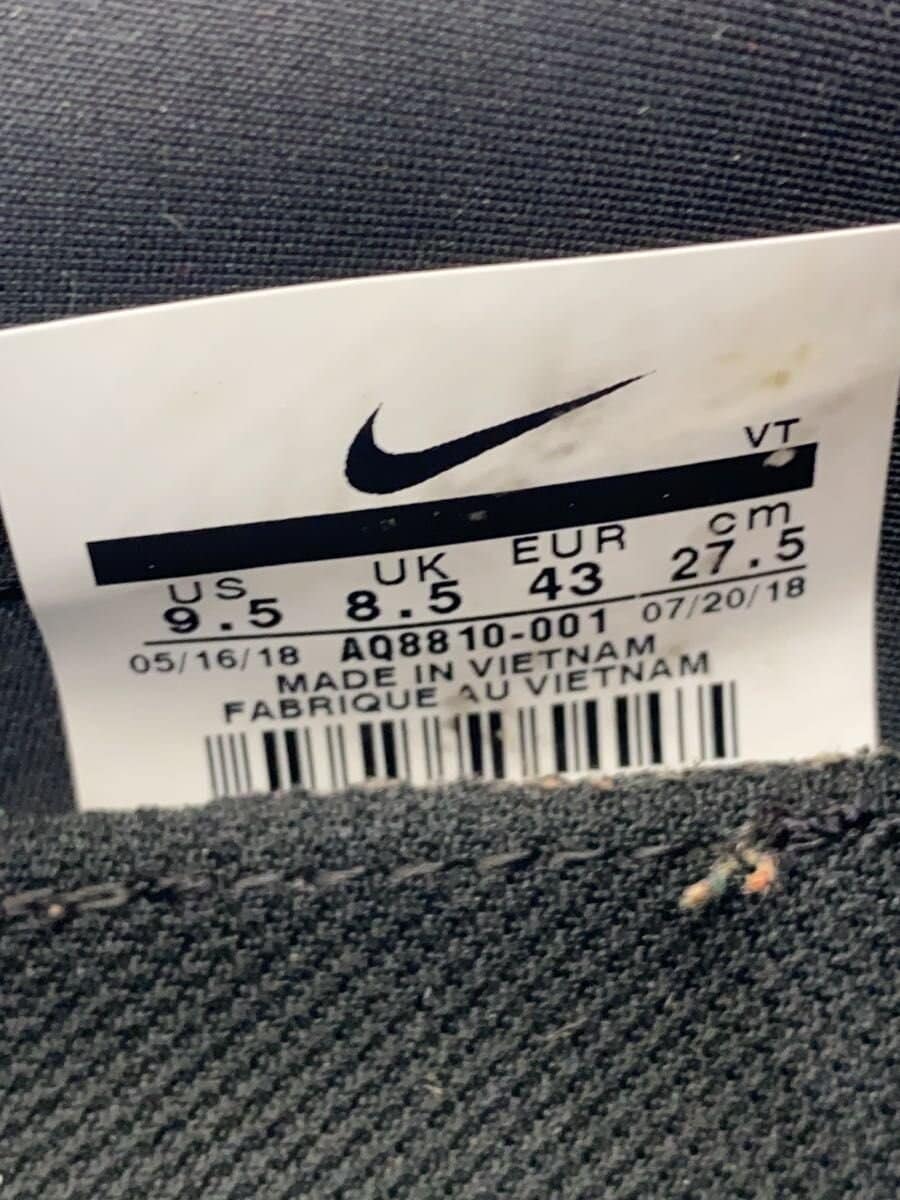 VT
US UK EUR cm
9.5 8.5 43 27.5
05/16/18 AQ8810-001 07/20/18
MADE IN VIETNAM
FABRIQUE AU VIETNAM